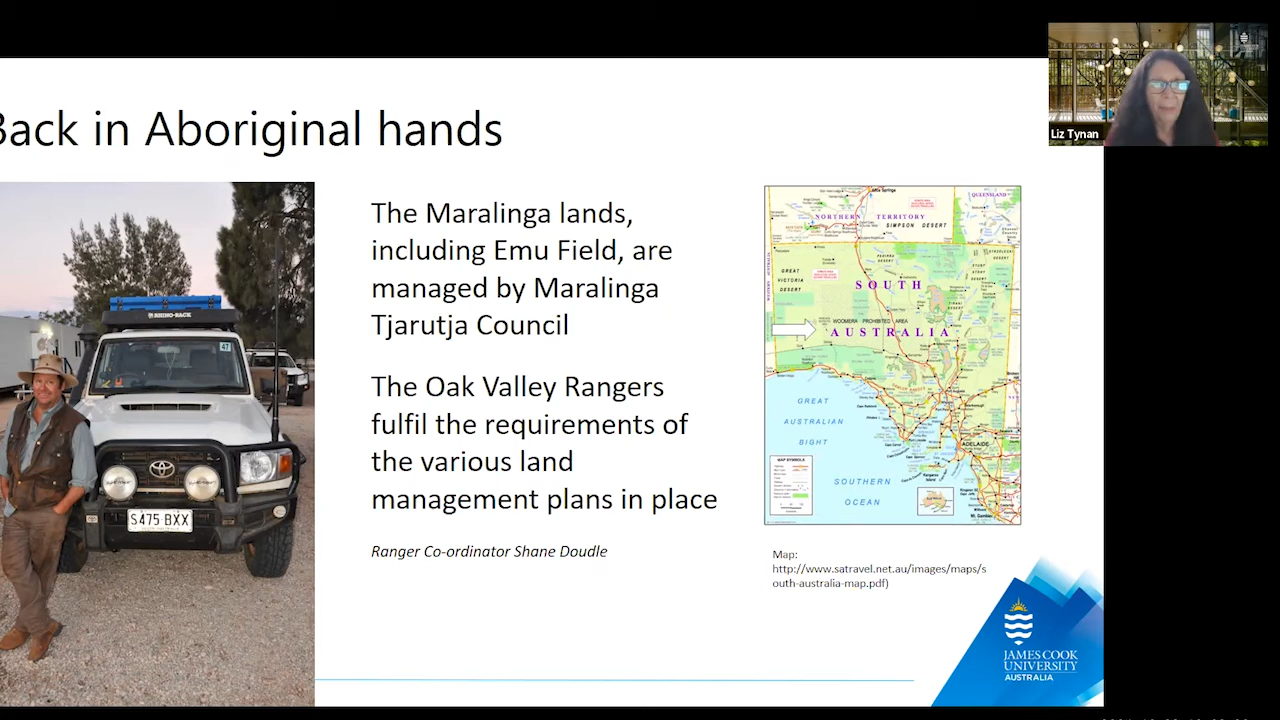 Back in Aboriginal hands
Liz Tynan
The Maralinga lands,
including Emu Field, are
managed by Maralinga
Tjarutja Council
The Oak Valley Rangers
fulfil the requirements of
the various land
management plans in place
Ranger Co-ordinator Shane Doudle
RHINO-RACK
47
S475·BXX
NORTHERN TERRITORY
QUEENSLAND
SIMPSON DESERT
GREAT
VICTORIA
DESERT
SOUTH
WOOMERA PROHIBITED AREA
AUSTRALIA
GREAT
AUSTRALIAN
BIGHT
ADELAIDE
MAP SYMBOLS
SOUTHERN
OCEAN
Map:
http://www.satravel.net.au/images/maps/s
outh-australia-map.pdf)
JAMES COOK
UNIVERSITY
AUSTRALIA